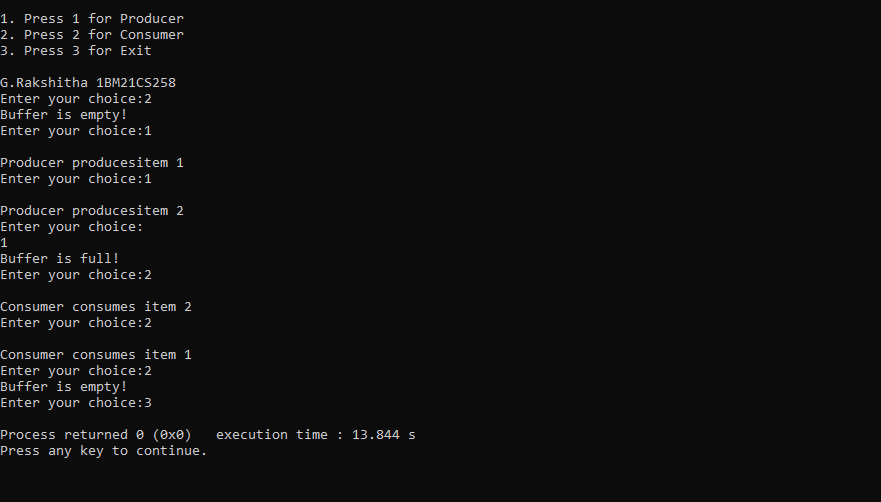 1. Press 1 for Producer
2. Press 2 for Consumer
3. Press 3 for Exit
G.Rakshitha 1BM21CS258
Enter your choice:2
Buffer is empty!
Enter your choice:1
Producer producesitem 1
Enter your choice:1
Producer producesitem 2
Enter your choice:
1
Buffer is full!
Enter your choice:2
Consumer consumes item 2
Enter your choice:2
Consumer consumes item 1
Enter your choice:2
Buffer is empty!
Enter your choice:3
Process returned 0 (0x0)   execution time : 13.844 s
Press any key to continue.